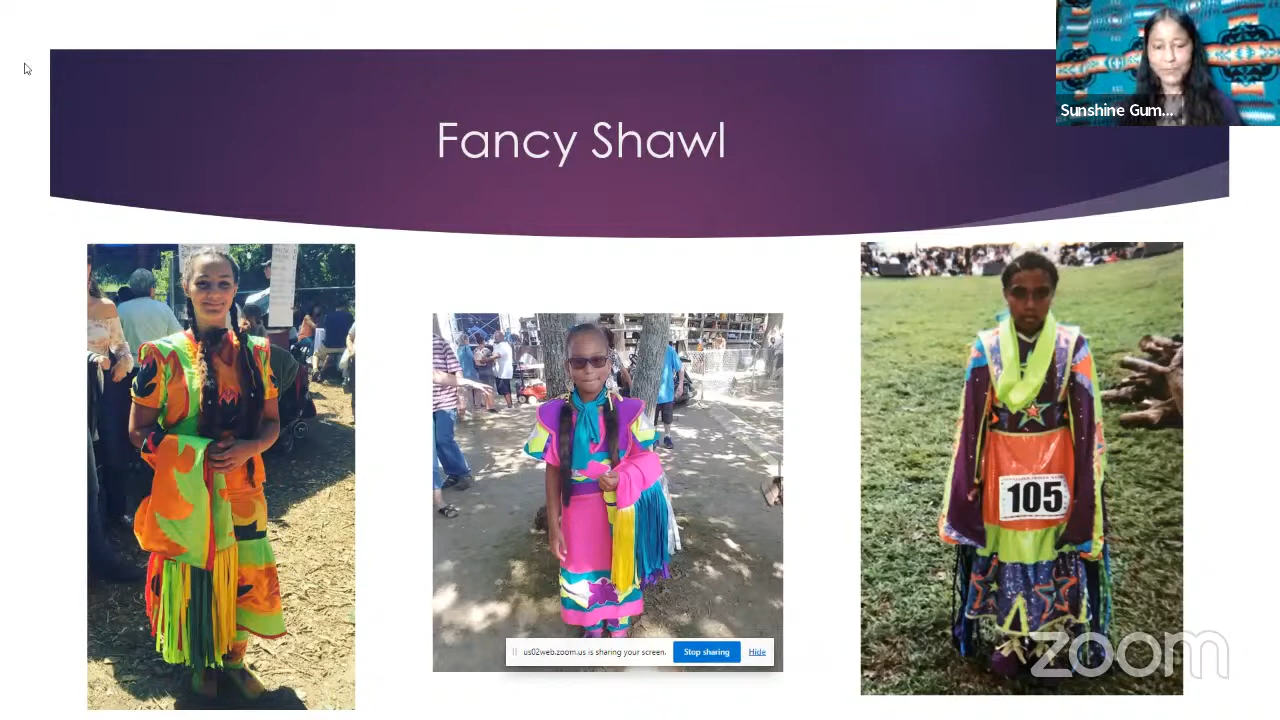 Sunshine Gum...
Fancy Shawl
105
us02web.zoom.us is sharing your screen.
Stop sharing
Hide
zoom